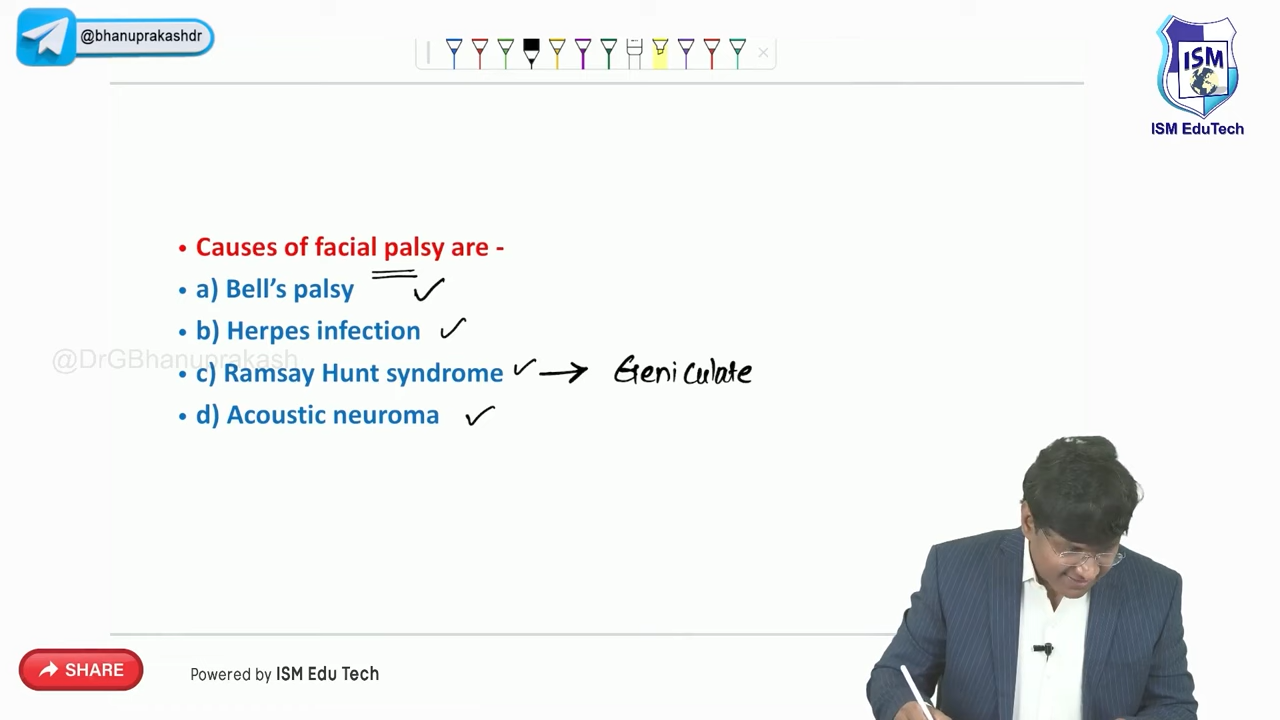 @bhanuprakashdr
ISM
ISM EduTech
• Causes of facial palsy are -
• a) Bell’s palsy
• b) Herpes infection
@DrGBhanuprakash
• c) Ramsay Hunt syndrome → Geniculate
• d) Acoustic neuroma
SHARE
Powered by ISM Edu Tech